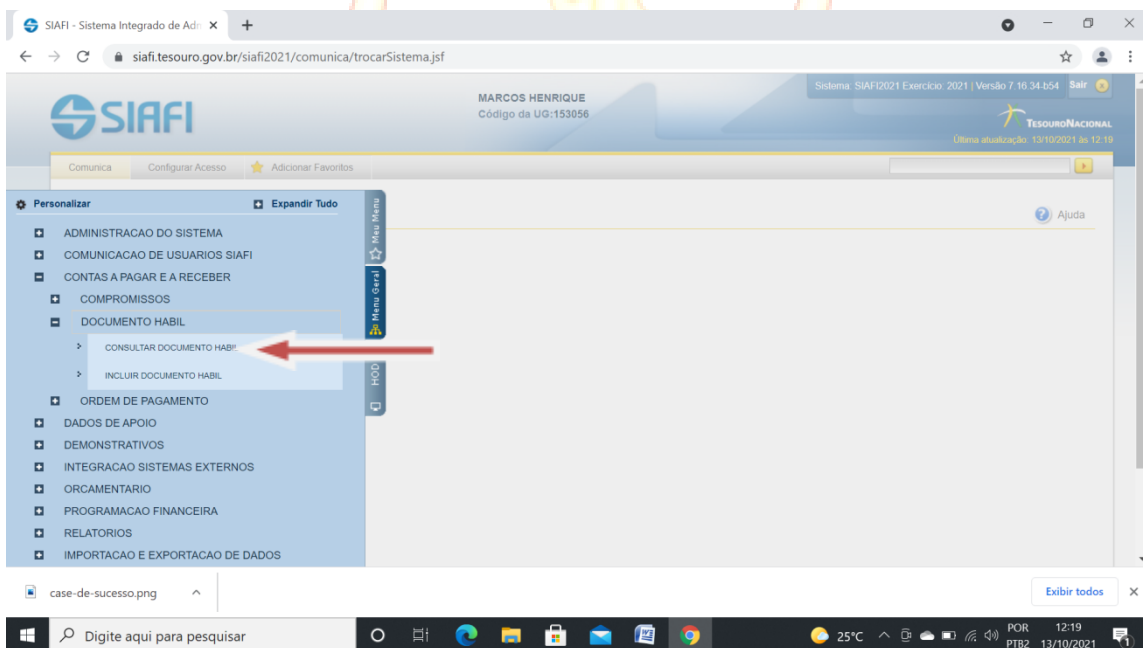 SIAFI - Sistema Integrado de Adn
siafi.tesouro.gov.br/siafi2021/comunica/trocarSistema.jsf
SIAFI
MARCOS HENRIQUE
Código da UG:153056
Sistema: SIAFI2021 Exercício: 2021 | Versão 7.16.34-b54 Sair
TESOURONACIONAL
Última atualização: 13/10/2021 às 12:19
Comunica Configurar Acesso Adicionar Favoritos
Personalizar Expandir Tudo
Ajuda
ADMINISTRACAO DO SISTEMA
COMUNICACAO DE USUARIOS SIAFI
CONTAS A PAGAR E A RECEBER
COMPROMISSOS
DOCUMENTO HABIL
CONSULTAR DOCUMENTO HABIL
INCLUIR DOCUMENTO HABIL
ORDEM DE PAGAMENTO
DADOS DE APOIO
DEMONSTRATIVOS
INTEGRACAO SISTEMAS EXTERNOS
ORCAMENTARIO
PROGRAMACAO FINANCEIRA
RELATORIOS
IMPORTACAO E EXPORTACAO DE DADOS
Meu Menu
Menu Geral
HOD
case-de-sucesso.png
Exibir todos
Digite aqui para pesquisar
25°C
POR
PTB2
12:19
13/10/2021
1